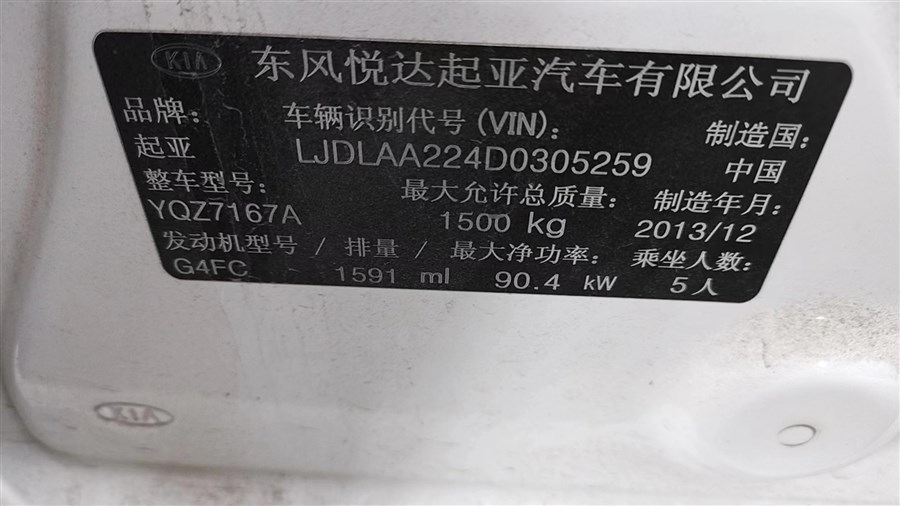 KIA 东风悦达起亚汽车有限公司
品牌： 车辆识别代号(VIN)： 制造国：
起亚 LJDLAA224D0305259 中国
整车型号： 最大允许总质量： 制造年月：
YQZ7167A 1500 kg 2013/12
发动机型号 / 排量 / 最大净功率： 乘坐人数：
G4FC 1591 ml 90.4 kW 5人
KIA